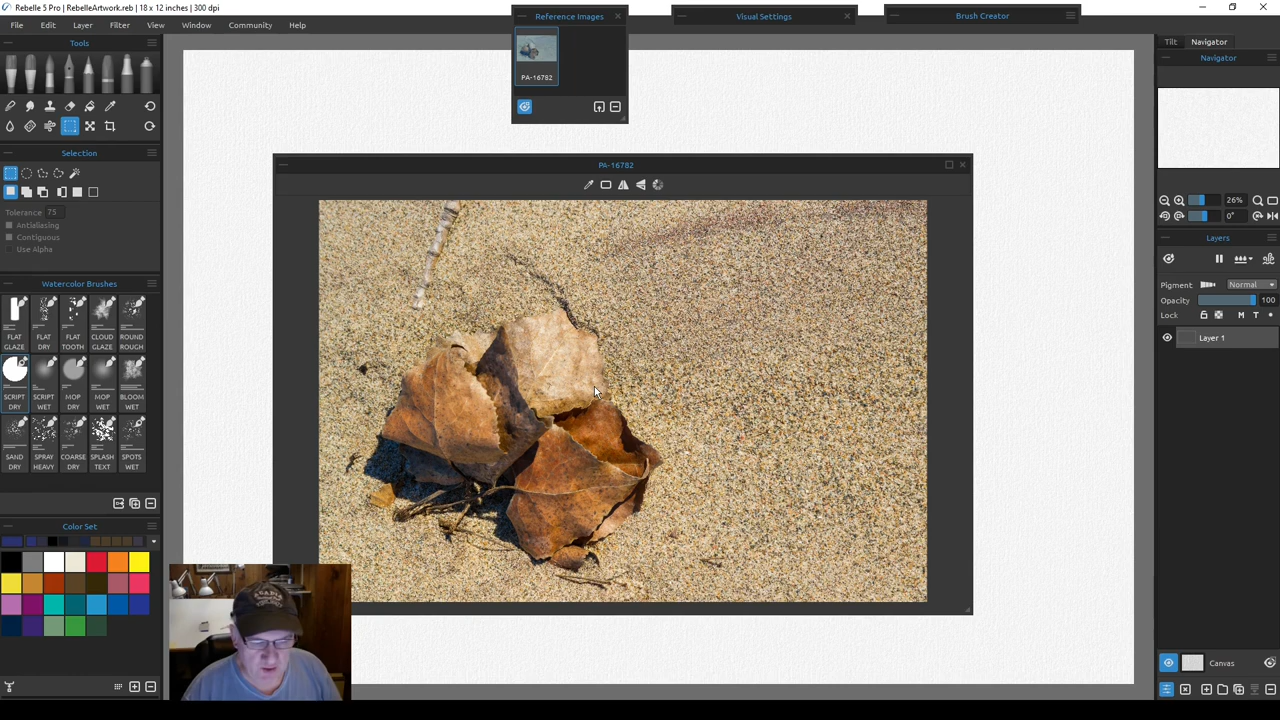 Rebelle 5 Pro | RebelleArtwork.reb | 18 x 12 inches | 300 dpi
File Edit Layer Filter View Window Community Help
Tools
Selection
Tolerance 75
Antialiasing
Contiguous
Use Alpha
Watercolor Brushes
FLAT GLAZE
FLAT DRY
FLAT TOOTH
CLOUD GLAZE
ROUND ROUGH
SCRIPT DRY
SCRIPT WET
MOP DRY
MOP WET
BLOOM WET
SAND DRY
SPRAY HEAVY
COARSE DRY
SPLASH TEXT
SPOTS WET
Color Set
Reference Images
PA-16782
Visual Settings
Brush Creator
PA-16782
Tilt Navigator
Navigator
26%
0°
Layers
Pigment Normal
Opacity 100
Lock M T
Layer 1
Canvas